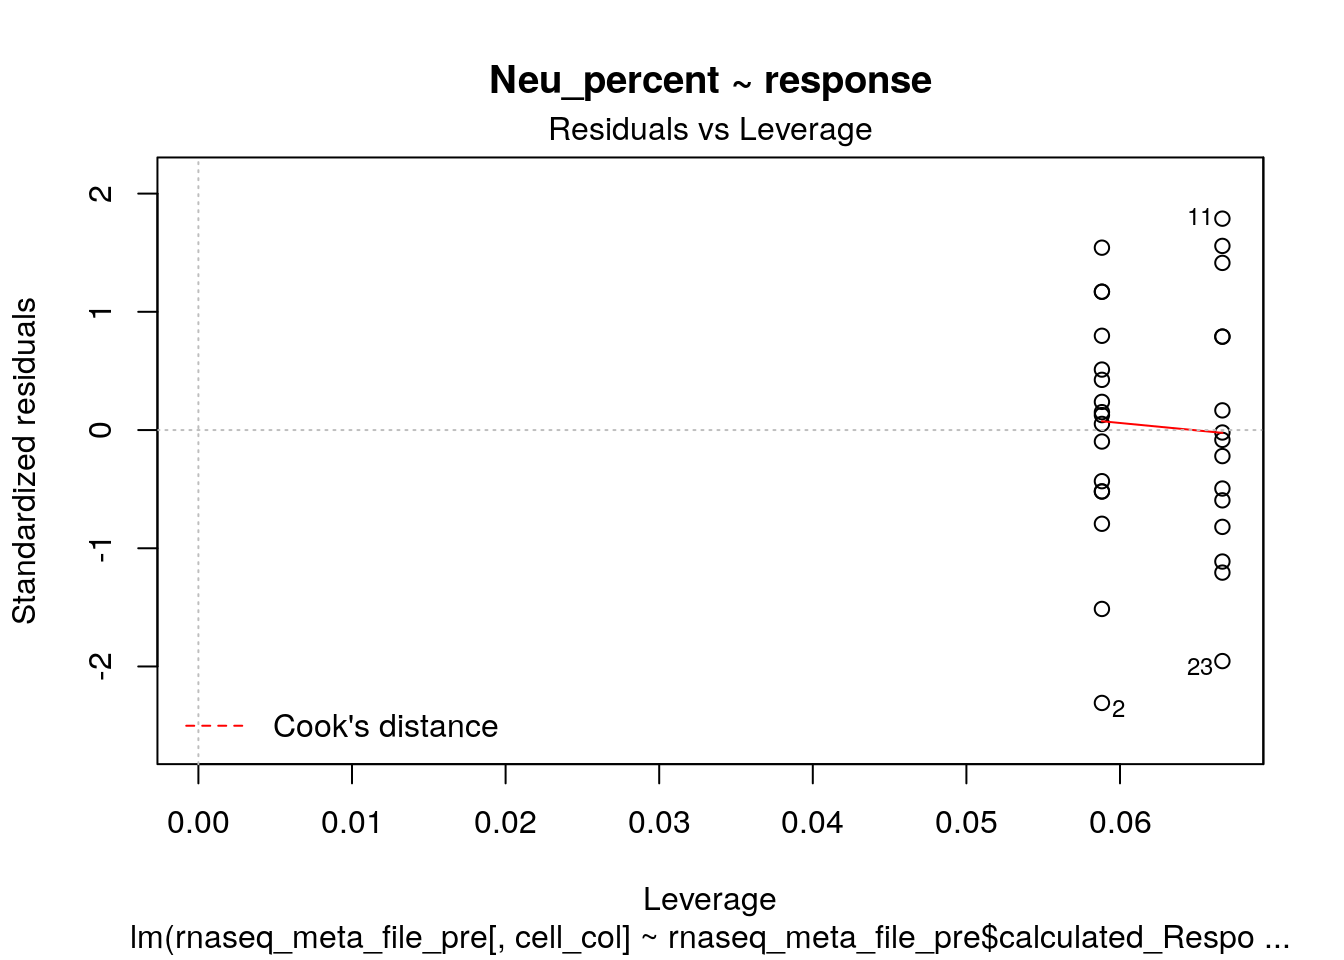 Neu_percent ~ response
Residuals vs Leverage
Standardized residuals
2
1
0
-1
-2
11
23
2
Cook's distance
0.00 0.01 0.02 0.03 0.04 0.05 0.06
Leverage
lm(rnaseq_meta_file_pre[, cell_col] ~ rnaseq_meta_file_pre$calculated_Respo ...